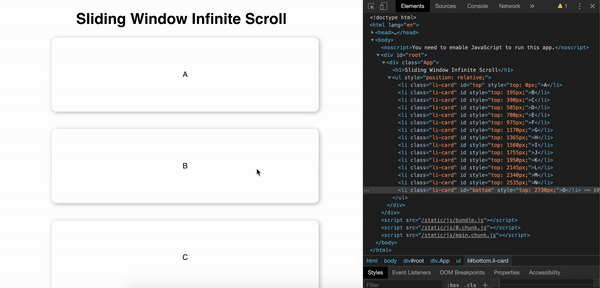 Sliding Window Infinite Scroll
A
B
C
Elements Sources Console Network » 1
<!doctype html>
<html lang="en">
<head>…</head>
<body>
<noscript>You need to enable JavaScript to run this app.</noscript>
<div id="root">
<div class="App">
<h1>Sliding Window Infinite Scroll</h1>
<ul style="position: relative;">
<li class="li-card" id="top" style="top: 0px;">A</li>
<li class="li-card" id style="top: 195px;">B</li>
<li class="li-card" id style="top: 390px;">C</li>
<li class="li-card" id style="top: 585px;">D</li>
<li class="li-card" id style="top: 780px;">E</li>
<li class="li-card" id style="top: 975px;">F</li>
<li class="li-card" id style="top: 1170px;">G</li>
<li class="li-card" id style="top: 1365px;">H</li>
<li class="li-card" id style="top: 1560px;">I</li>
<li class="li-card" id style="top: 1755px;">J</li>
<li class="li-card" id style="top: 1950px;">K</li>
<li class="li-card" id style="top: 2145px;">L</li>
<li class="li-card" id style="top: 2340px;">M</li>
<li class="li-card" id style="top: 2535px;">N</li>
… <li class="li-card" id="bottom" style="top: 2730px;">O</li> ==
</ul>
</div>
</div>
<script src="/static/js/bundle.js"></script>
<script src="/static/js/0.chunk.js"></script>
<script src="/static/js/main.chunk.js"></script>
</body>
</html>
html body div#root div.App ul li#bottom.li-card
Styles Event Listeners DOM Breakpoints Properties Accessibility
Filter :hov .cls +